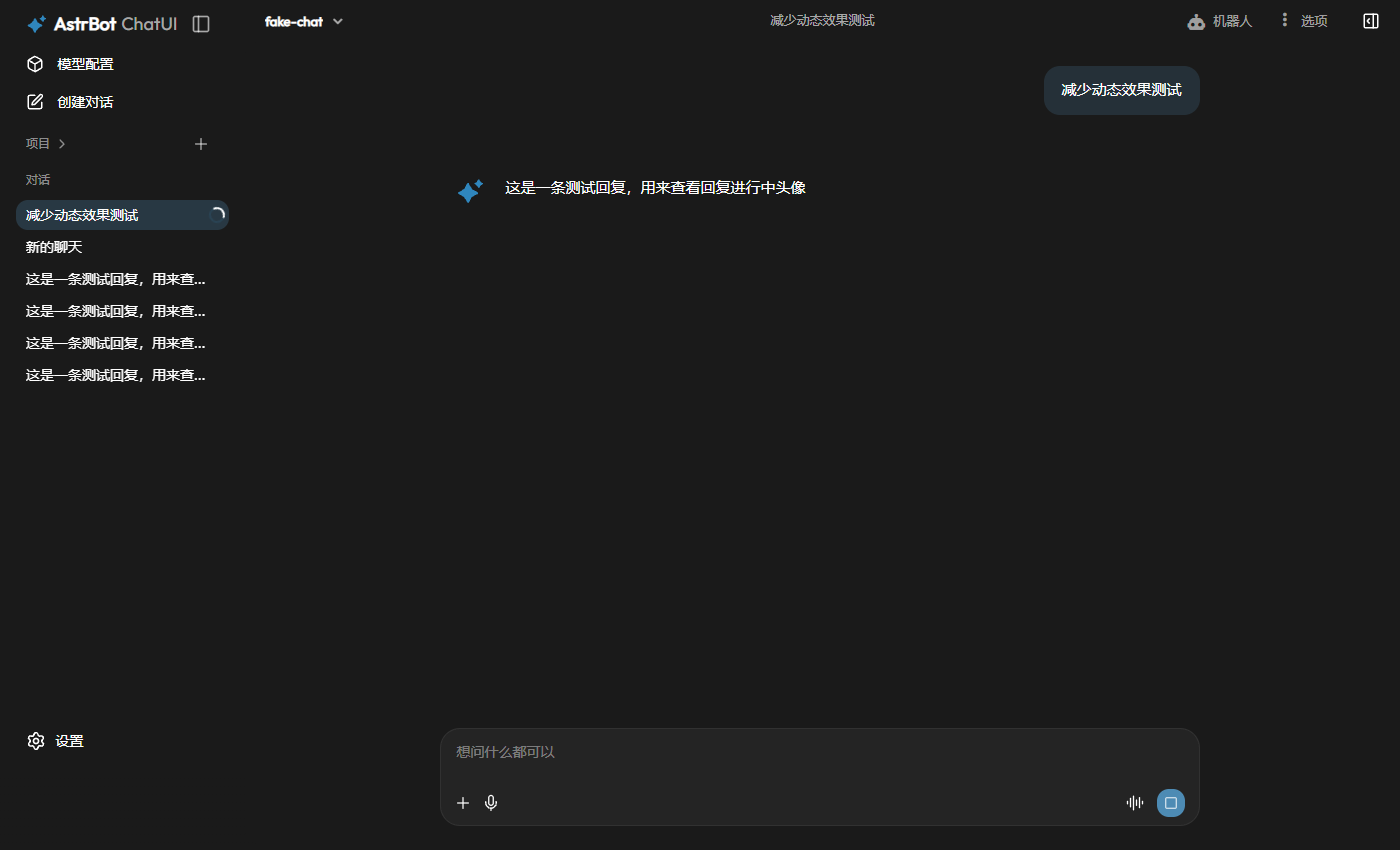 AstrBot ChatUI
fake-chat
减少动态效果测试
机器人
选项
模型配置
创建对话
项目
对话
减少动态效果测试
新的聊天
这是一条测试回复，用来查...
这是一条测试回复，用来查...
这是一条测试回复，用来查...
这是一条测试回复，用来查...
设置
减少动态效果测试
这是一条测试回复，用来查看回复进行中头像
想问什么都可以